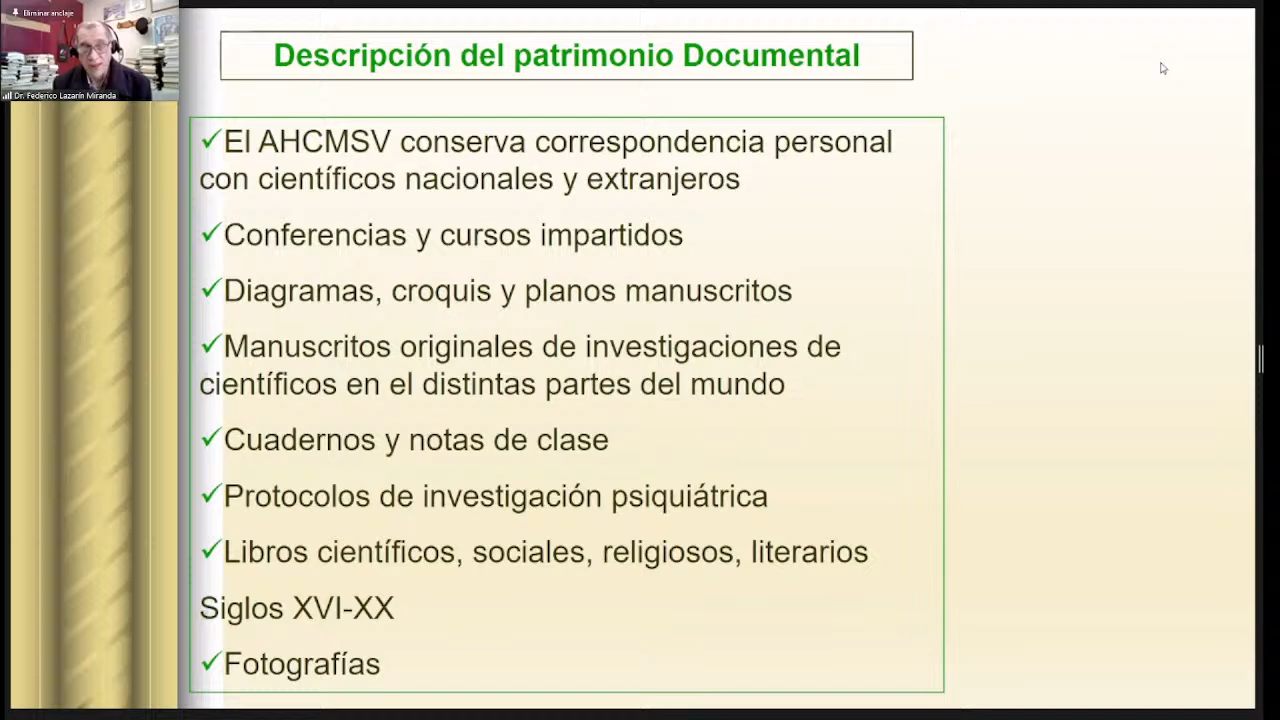 Eliminar anclaje
Dr. Federico Lazarín Miranda
Descripción del patrimonio Documental
✓El AHCMSV conserva correspondencia personal
con científicos nacionales y extranjeros
✓Conferencias y cursos impartidos
✓Diagramas, croquis y planos manuscritos
✓Manuscritos originales de investigaciones de
científicos en el distintas partes del mundo
✓Cuadernos y notas de clase
✓Protocolos de investigación psiquiátrica
✓Libros científicos, sociales, religiosos, literarios
Siglos XVI-XX
✓Fotografías